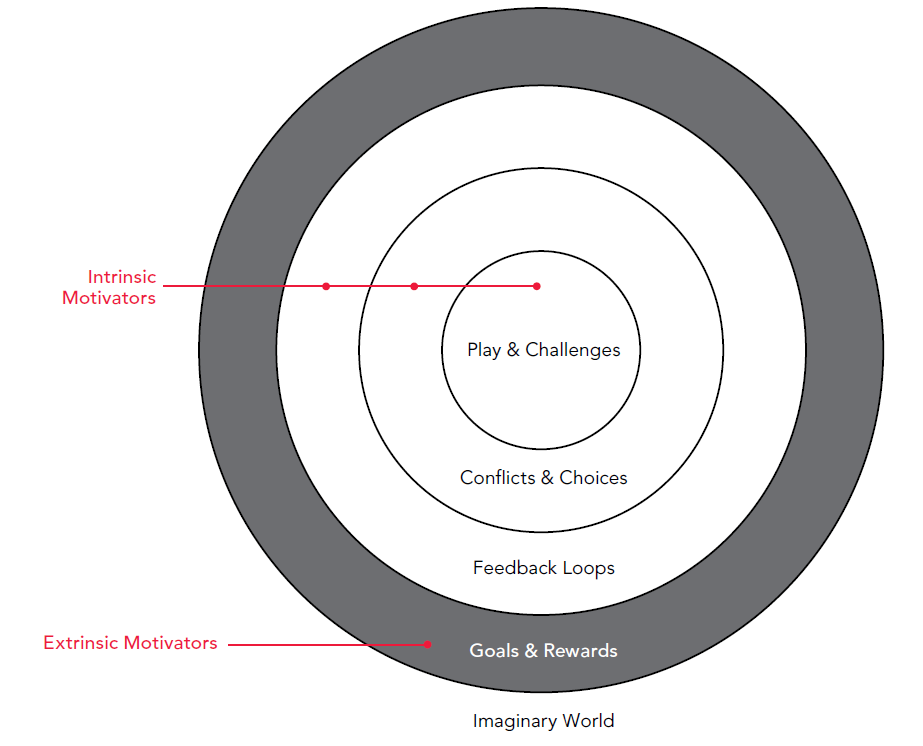 Intrinsic
Motivators
Play & Challenges
Conflicts & Choices
Feedback Loops
Extrinsic Motivators
Goals & Rewards
Imaginary World